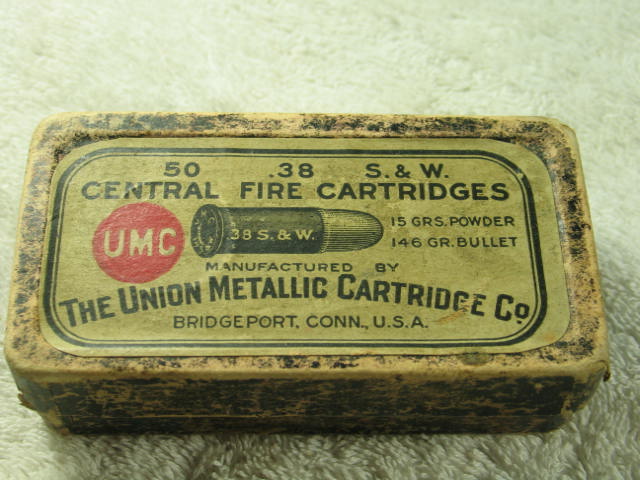 50 .38 S. & W.
CENTRAL FIRE CARTRIDGES
UMC
38 S. & W.
15 GRS. POWDER
146 GR. BULLET
MANUFACTURED BY
THE UNION METALLIC CARTRIDGE CO.
BRIDGEPORT, CONN., U.S.A.